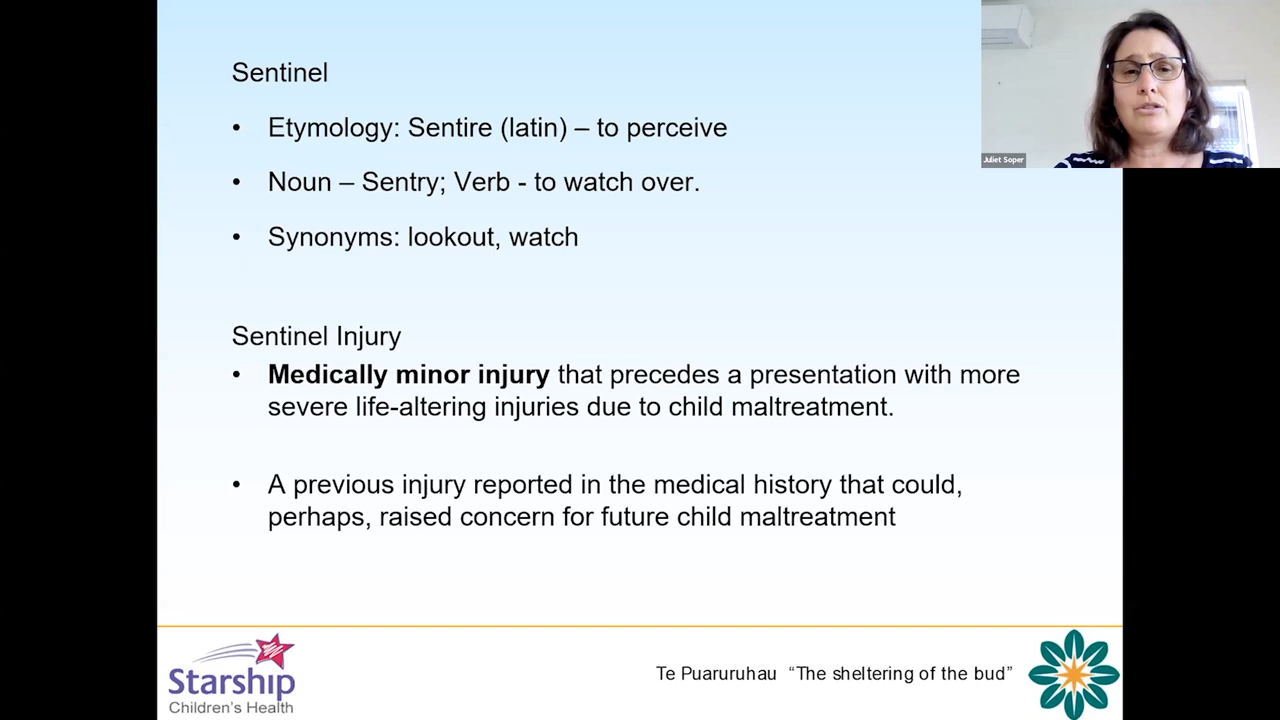 Sentinel
• Etymology: Sentire (latin) – to perceive
• Noun – Sentry; Verb - to watch over.
• Synonyms: lookout, watch
Sentinel Injury
• Medically minor injury that precedes a presentation with more
severe life-altering injuries due to child maltreatment.
• A previous injury reported in the medical history that could,
perhaps, raised concern for future child maltreatment
Juliet Soper
Starship
Children's Health
Te Puaruruhau “The sheltering of the bud”